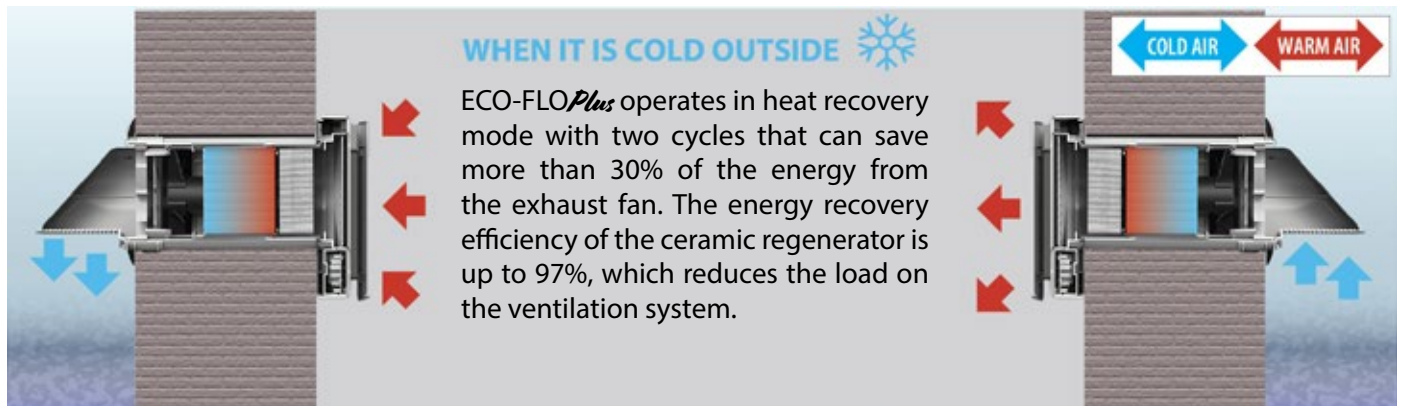 WHEN IT IS COLD OUTSIDE
COLD AIR
WARM AIR
ECO-FLOPlus operates in heat recovery
mode with two cycles that can save
more than 30% of the energy from
the exhaust fan. The energy recovery
efficiency of the ceramic regenerator is
up to 97%, which reduces the load on
the ventilation system.